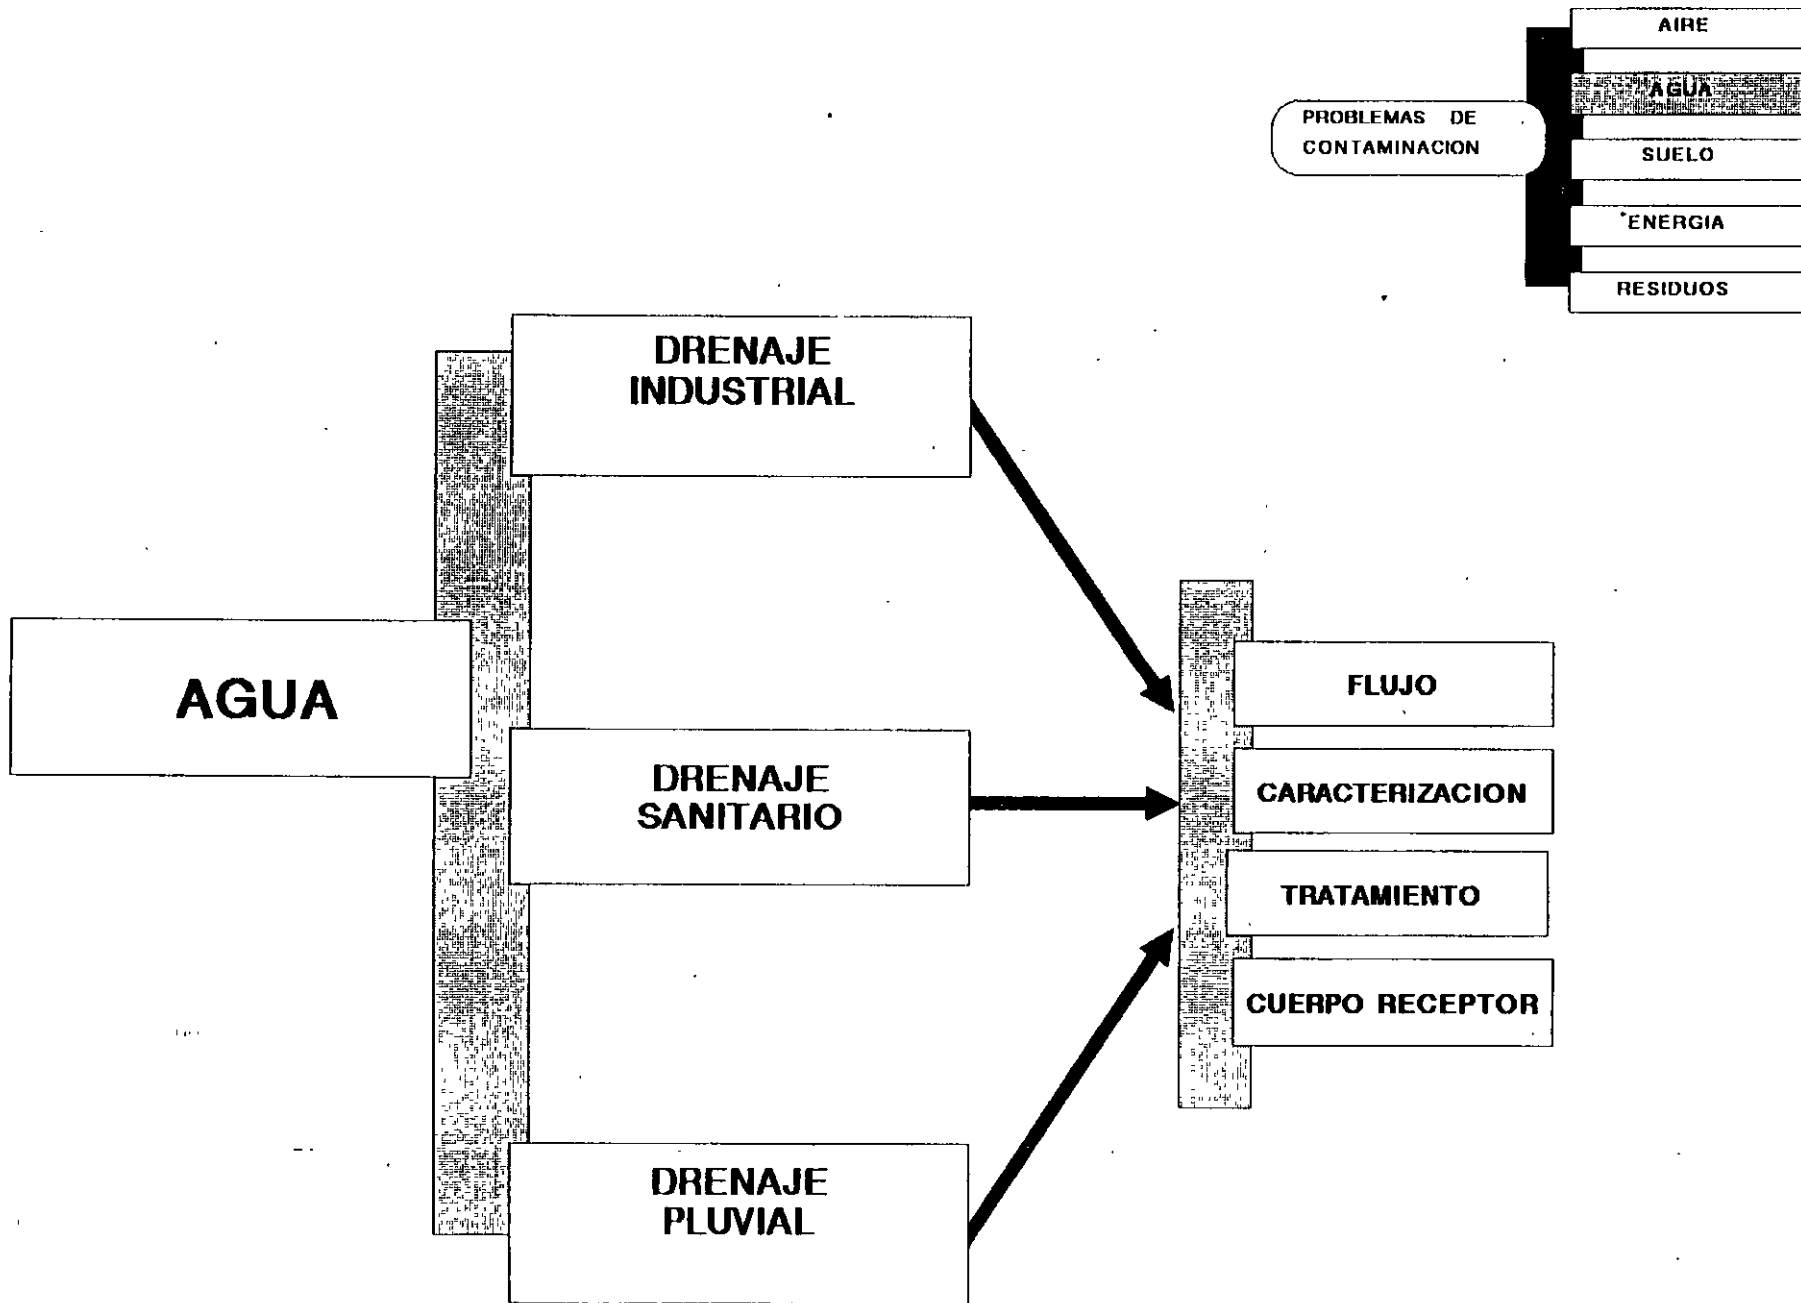 PROBLEMAS DE
CONTAMINACION
AIRE
AGUA
SUELO
ENERGIA
RESIDUOS
AGUA
DRENAJE
INDUSTRIAL
DRENAJE
SANITARIO
DRENAJE
PLUVIAL
FLUJO
CARACTERIZACION
TRATAMIENTO
CUERPO RECEPTOR